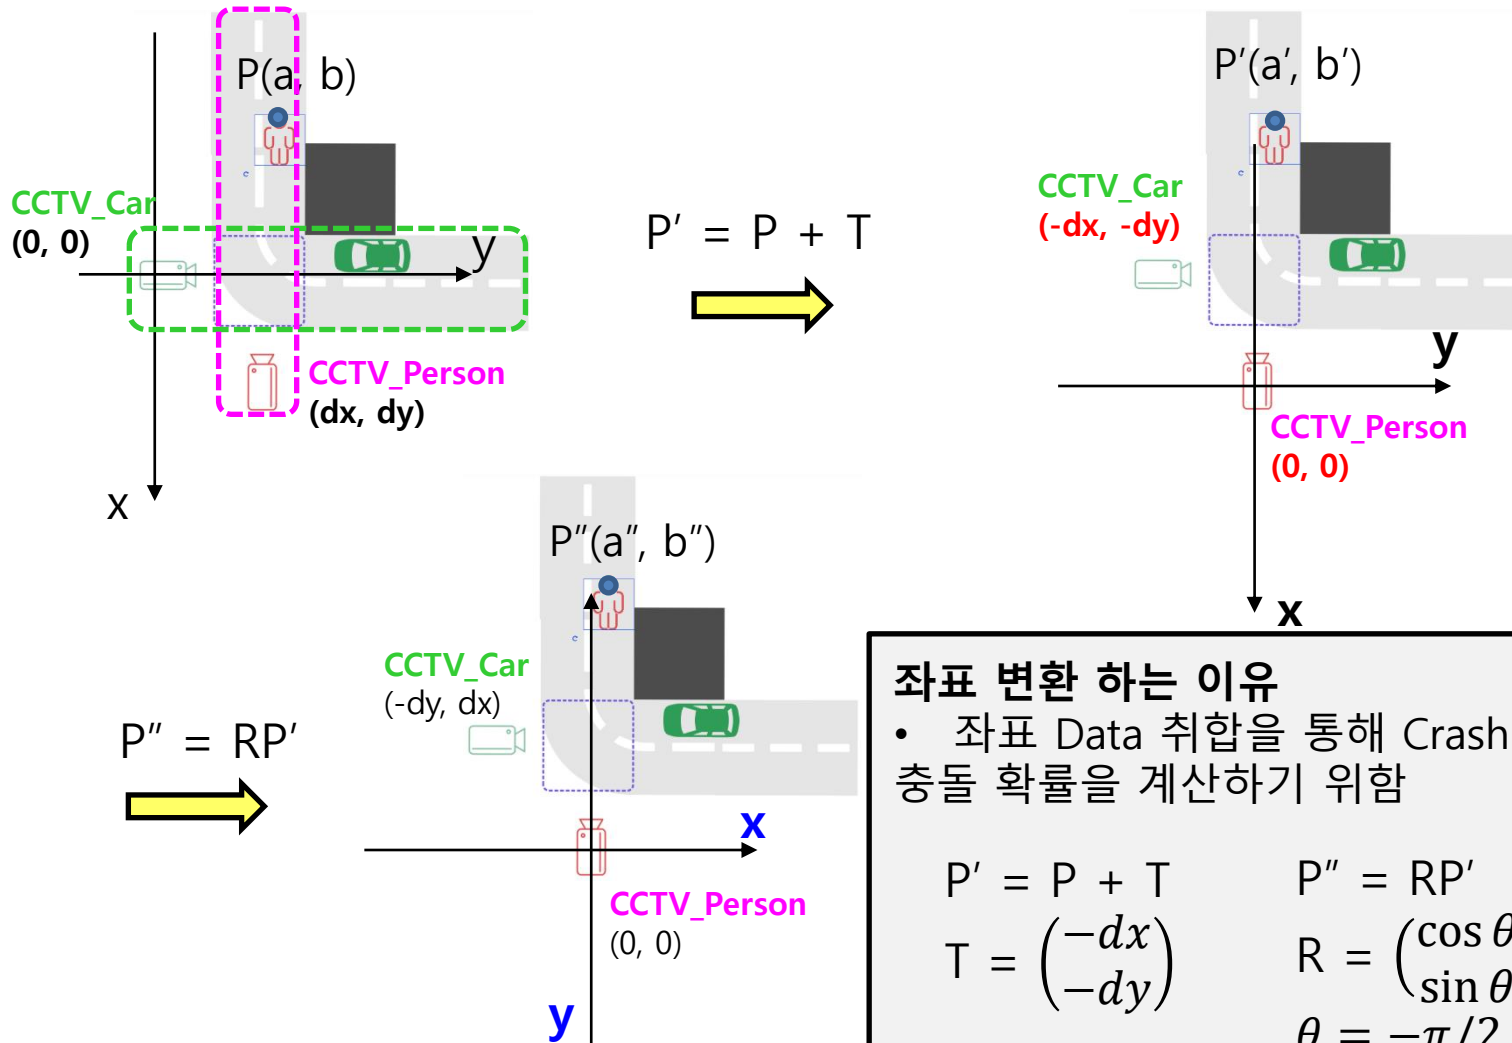 P(a, b)
CCTV_Car
(0, 0)
y
CCTV_Person
(dx, dy)
x
P' = P + T
P'(a', b')
CCTV_Car
(-dx, -dy)
y
CCTV_Person
(0, 0)
x
P" = RP'
P"(a", b")
CCTV_Car
(-dy, dx)
x
CCTV_Person
(0, 0)
y
좌표 변환 하는 이유
• 좌표 Data 취합을 통해 Crash
충돌 확률을 계산하기 위함
P' = P + T
T = (−dx
−dy)
P" = RP'
R = (cos θ
sin θ
θ = −π/2